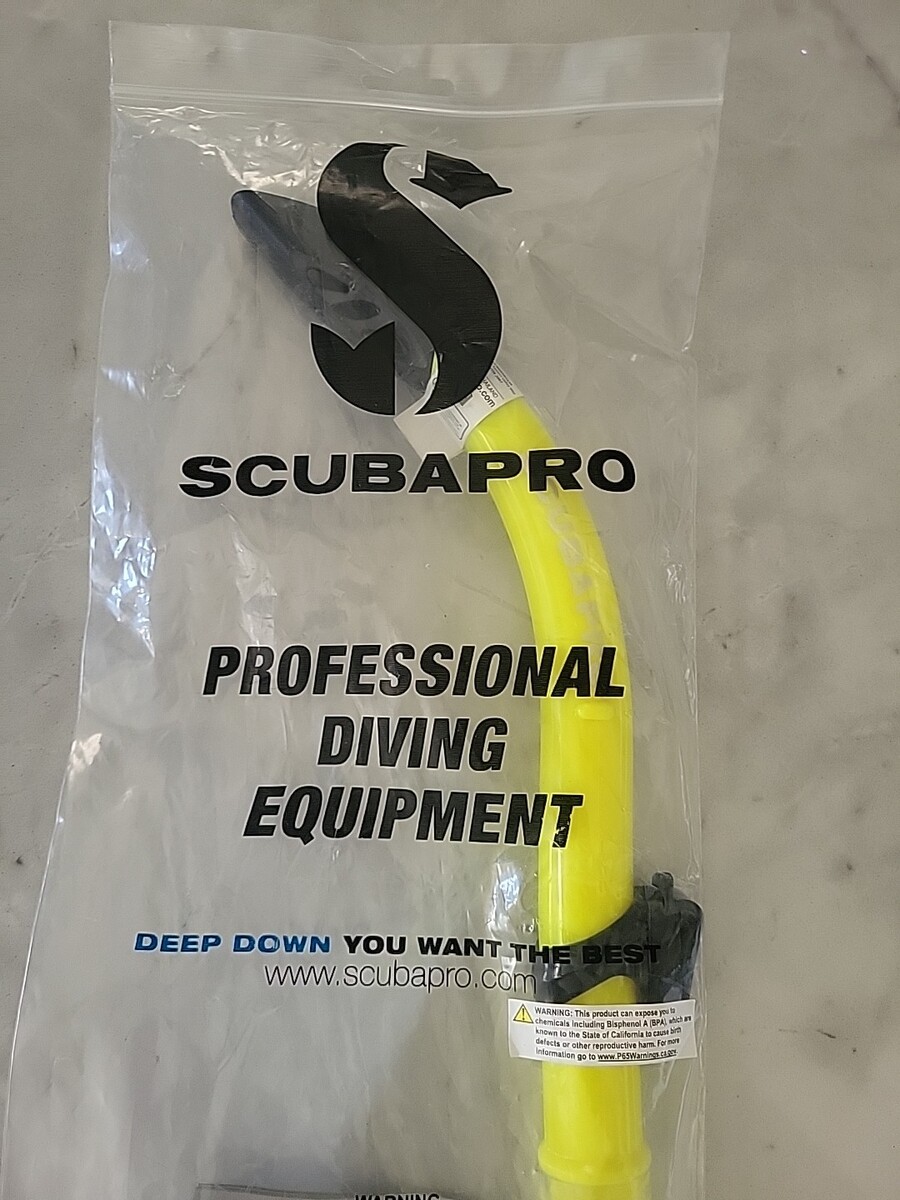 S
SCUBAPRO
PROFESSIONAL
DIVING
EQUIPMENT
DEEP DOWN YOU WANT THE BEST
www.scubapro.com
WARNING: This product can expose you to
chemicals including Bisphenol A (BPA), which are
known to the State of California to cause birth
defects or other reproductive harm. For more
information go to www.P65Warnings.ca.gov.
WARNING